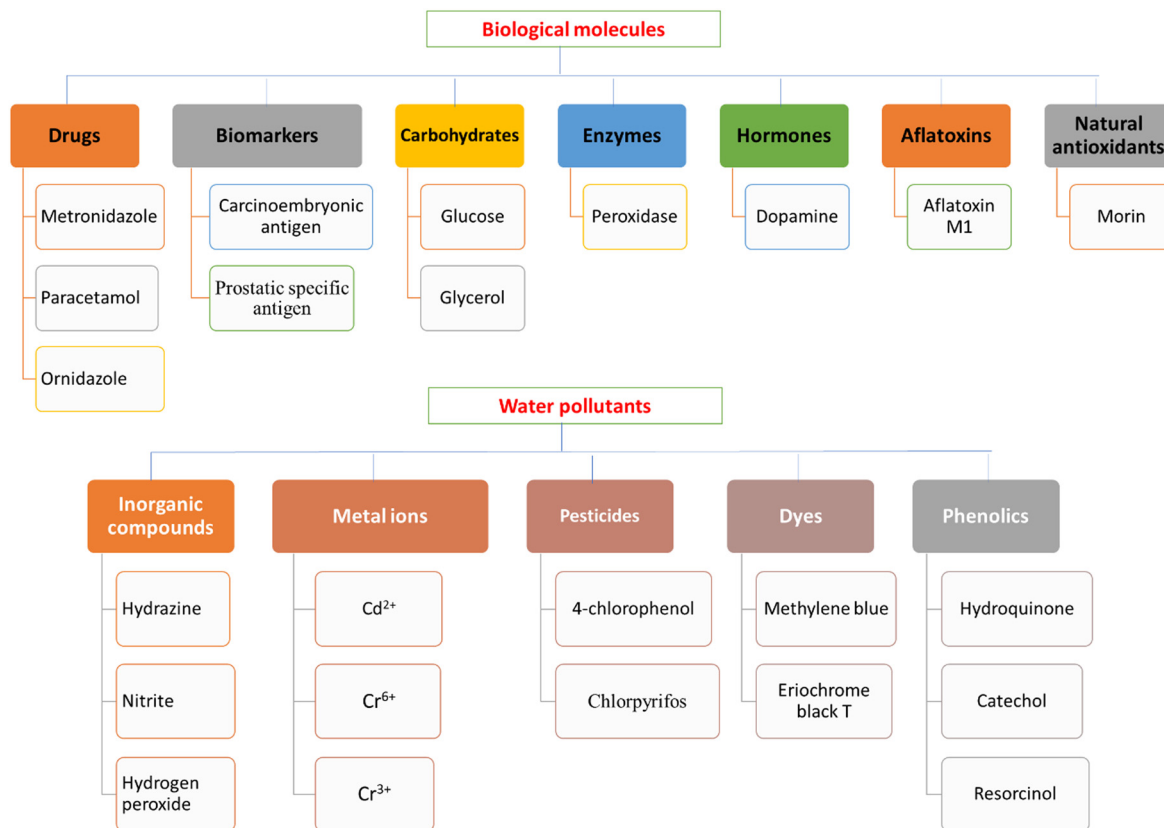 Biological molecules
Drugs
Biomarkers
Carbohydrates
Enzymes
Hormones
Aflatoxins
Natural
antioxidants
Metronidazole
Carcinoembryonic
antigen
Glucose
Peroxidase
Dopamine
Aflatoxin
M1
Morin
Paracetamol
Prostatic specific
antigen
Glycerol
Ornidazole
Water pollutants
Inorganic
compounds
Metal ions
Pesticides
Dyes
Phenolics
Hydrazine
Cd²⁺
4-chlorophenol
Methylene blue
Hydroquinone
Nitrite
Cr⁶⁺
Chlorpyrifos
Eriochrome
black T
Catechol
Hydrogen
peroxide
Cr³⁺
Resorcinol